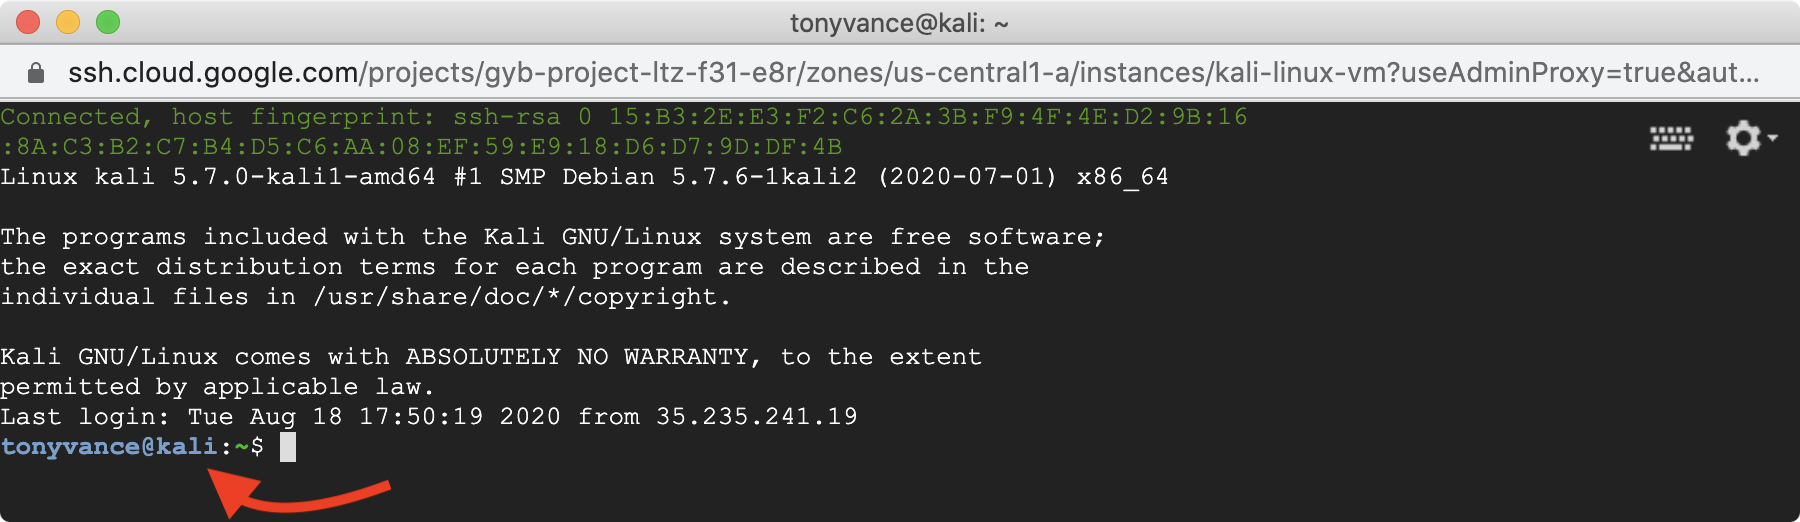 tonyvance@kali: ~
ssh.cloud.google.com/projects/gyb-project-ltz-f31-e8r/zones/us-central1-a/instances/kali-linux-vm?useAdminProxy=true&aut...
Connected, host fingerprint: ssh-rsa 0 15:B3:2E:E3:F2:C6:2A:3B:F9:4F:4E:D2:9B:16
:8A:C3:B2:C7:B4:D5:C6:AA:08:EF:59:E9:18:D6:D7:9D:DF:4B
Linux kali 5.7.0-kali1-amd64 #1 SMP Debian 5.7.6-1kali2 (2020-07-01) x86_64
The programs included with the Kali GNU/Linux system are free software;
the exact distribution terms for each program are described in the
individual files in /usr/share/doc/*/copyright.
Kali GNU/Linux comes with ABSOLUTELY NO WARRANTY, to the extent
permitted by applicable law.
Last login: Tue Aug 18 17:50:19 2020 from 35.235.241.19
tonyvance@kali:~$